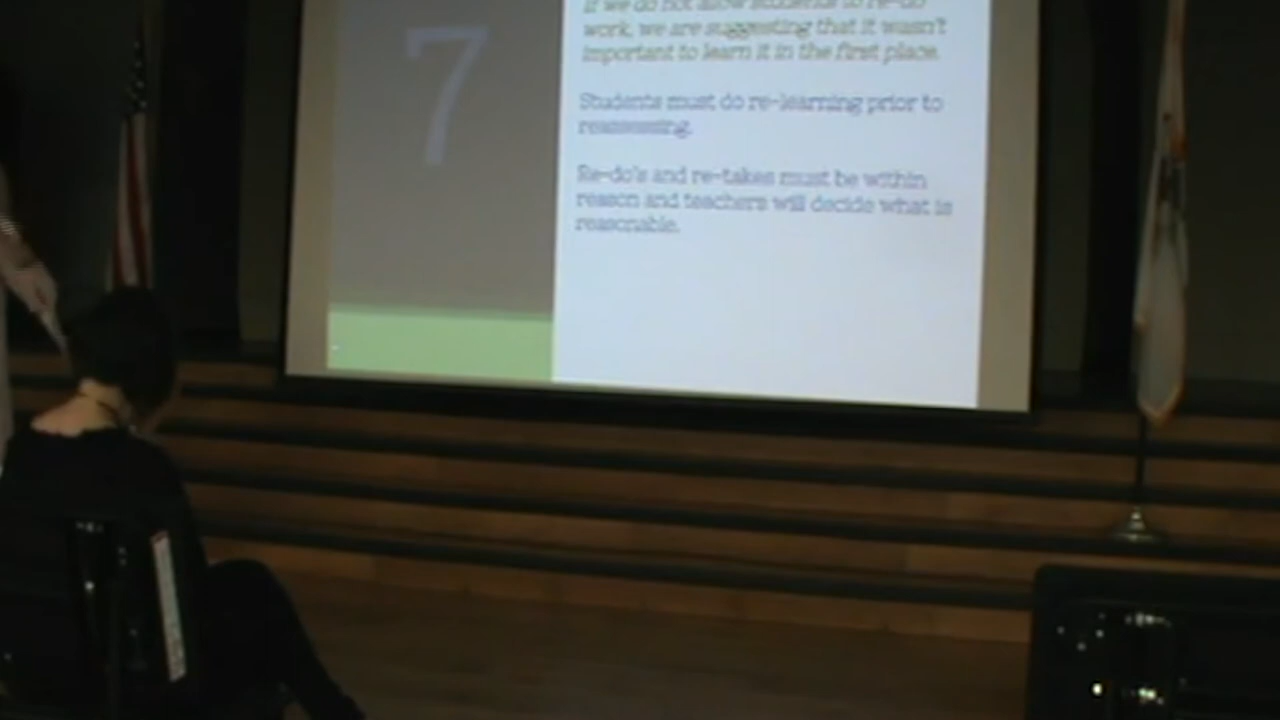 7
If we do not allow students to re-do
work, we are suggesting that it wasn't
important to learn it in the first place.
Students must do re-learning prior to
reassessing.
Re-do's and re-takes must be within
reason and teachers will decide what is
reasonable.